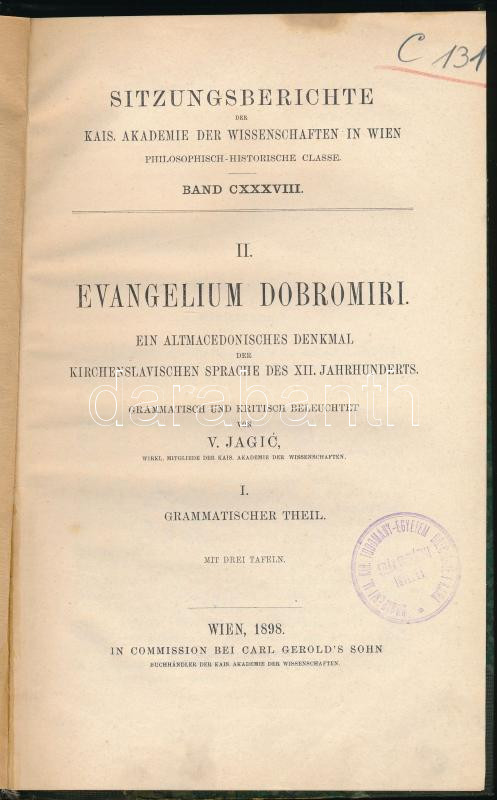 C 131
SITZUNGSBERICHTE
DER
KAIS. AKADEMIE DER WISSENSCHAFTEN IN WIEN
PHILOSOPHISCH-HISTORISCHE CLASSE.
BAND CXXXVIII.
II.
EVANGELIUM DOBROMIRI.
EIN ALTMACEDONISCHES DENKMAL
DER
KIRCHENSLAVISCHEN SPRACHE DES XII. JAHRHUNDERTS.
darabanth
GRAMMATISCH UND KRITISCH BELEUCHTET
VON
V. JAGIĆ,
WIRKL. MITGLIEDE DER KAIS. AKADEMIE DER WISSENSCHAFTEN.
I.
GRAMMATISCHER THEIL.
MIT DREI TAFELN.
WIEN, 1898.
IN COMMISSION BEI CARL GEROLD'S SOHN
BUCHHÄNDLER DER KAIS. AKADEMIE DER WISSENSCHAFTEN.